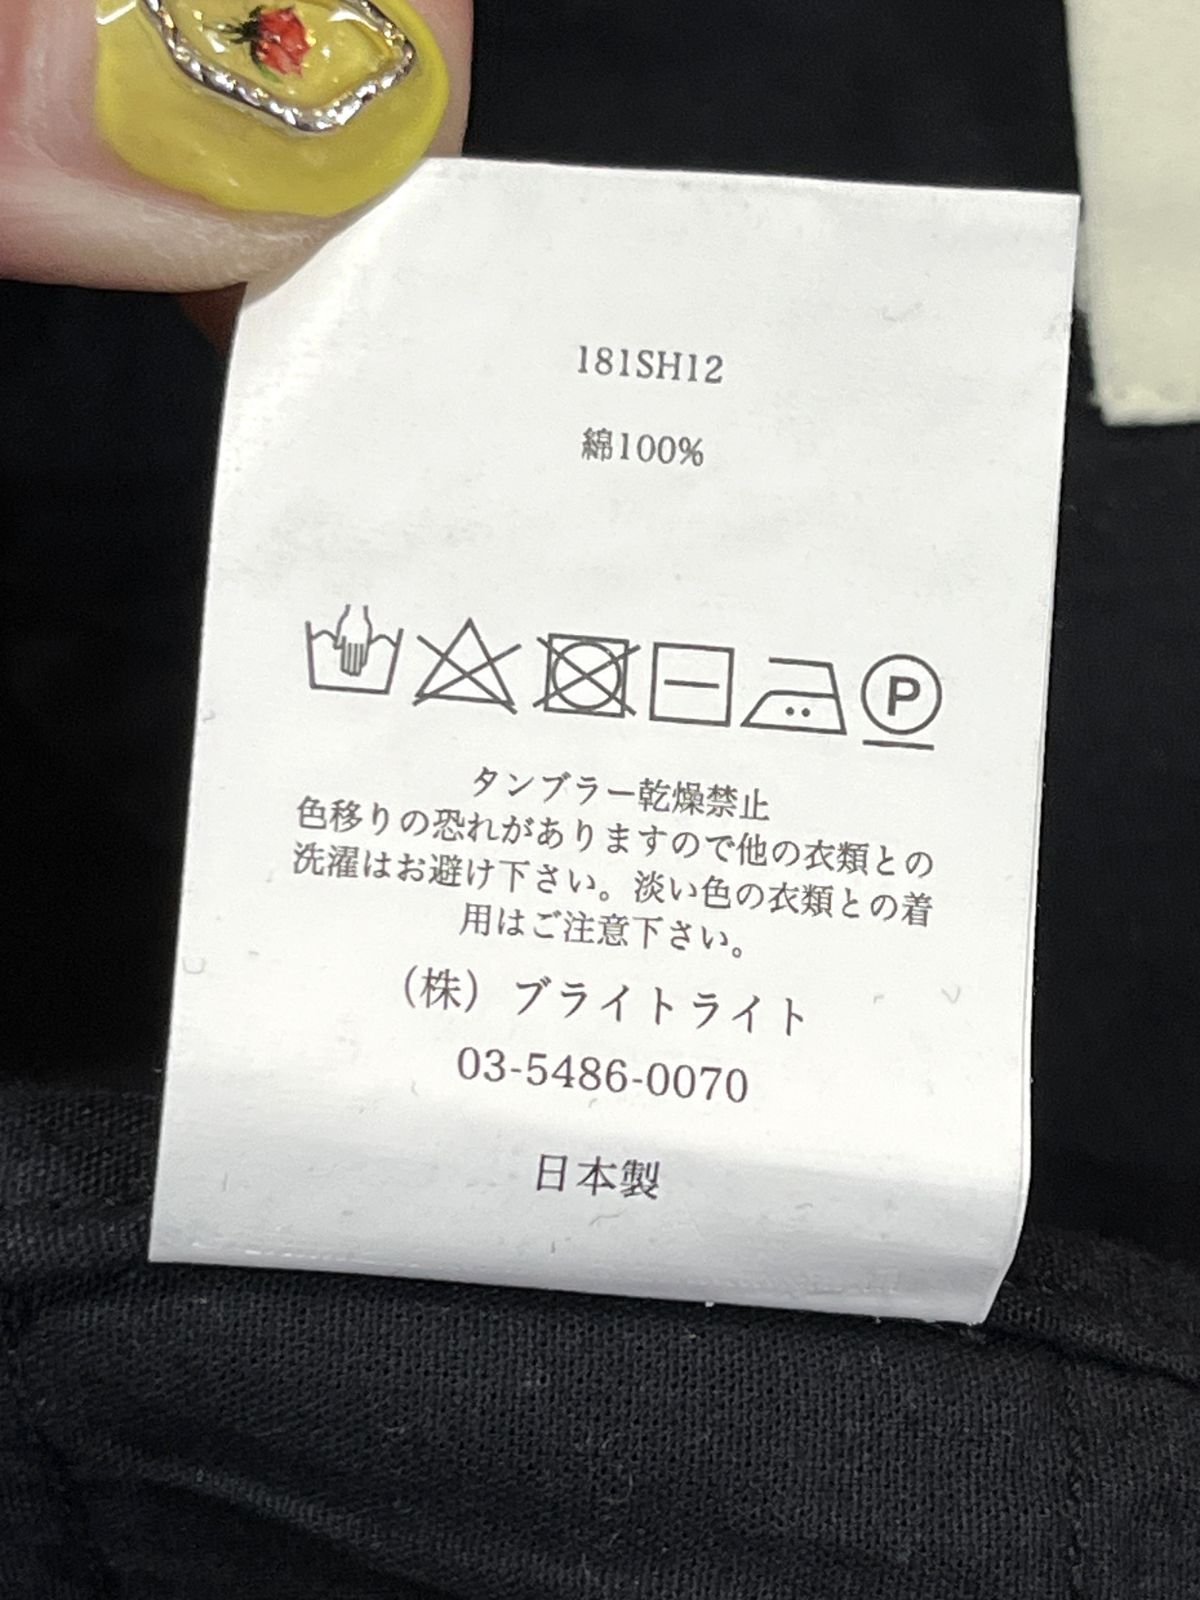 181SH12
綿100%
P
タンブラー乾燥禁止
色移りの恐れがありますので他の衣類との
洗濯はお避け下さい。淡い色の衣類との着
用はご注意下さい。
(株) ブライトライト
03-5486-0070
日本製